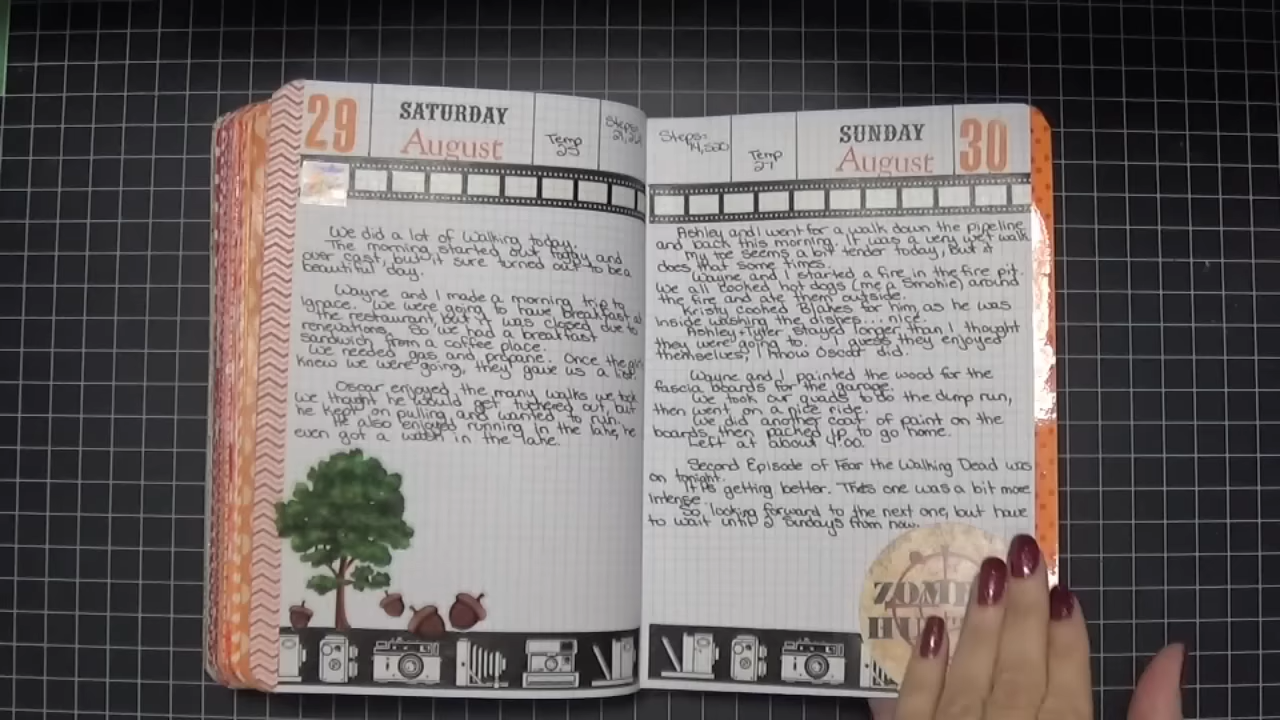 29
SATURDAY
August
Temp
Steps:
We did a lot of walking today.
The morning started out foggy and
over cast, but it sure turned out to be a
beautiful day.
Wayne and I made a morning trip to
Ignace. We were going to have breakfast at
the restaurant but it was closed due to
renevations. So we had a breakfast
sandwich from a coffee place.
We needed gas and propane. Once the girls
knew we were going, they gave us a list.
Oscar enjoyed the many walks we took
we thought he would get tuckered out, but
he kept on pulling and wanted to run.
He also enjoyed running in the lake, he
even got a wash in the lake.
Steps:
14,520
Temp
SUNDAY
August
30
Ashley and I went for a walk down the pipeline
and back this morning. It was a very wet walk
My toe seems a bit tender today, but it
does that some times.
Wayne and I started a fire in the fire pit.
We all cooked hot dogs (me a Smokie) around
the fire and ate them outside.
Kristy cooked Blakes for him as he was
inside washing the dishes... nice.
Ashley + Tyler stayed longer than I thought
they were going to. I guess they enjoyed
themselves, I know Oscar did.
Wayne and I painted the wood for the
fascia boards for the garage.
We took our quads to do the dump run,
then went on a nice ride.
We did another coat of paint on the
boards, then packed up to go home.
Left at about 4:00.
Second Episode of Fear the Walking Dead was
on tonight.
It is getting better. This one was a bit more
intense.
So, looking forward to the next one, but have
to wait until 2 Sundays from now.
ZOM
HU